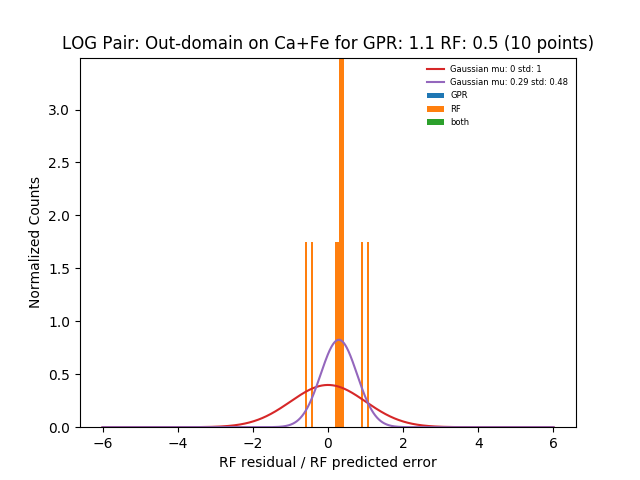 LOG Pair: Out-domain on Ca+Fe for GPR: 1.1 RF: 0.5 (10 points)
Gaussian mu: 0 std: 1
Gaussian mu: 0.29 std: 0.48
GPR
RF
both
Normalized Counts
3.0
2.5
2.0
1.5
1.0
0.5
0.0
−6
−4
−2
0
2
4
6
RF residual / RF predicted error